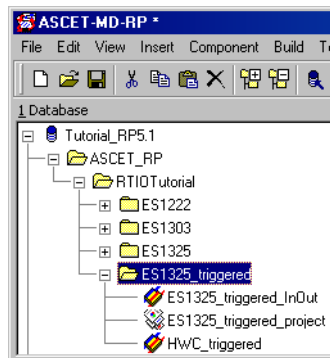 ASCET-MD-RP *
File Edit View Insert Component Build
1 Database
Tutorial_RP5.1
ASCET_RP
RTIOTutorial
ES1222
ES1303
ES1325
ES1325_triggered
ES1325_triggered_InOut
ES1325_triggered_project
HWC_triggered